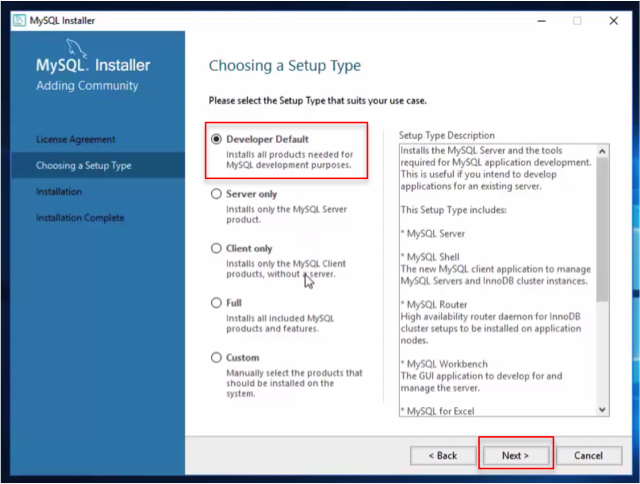 MySQL Installer
MySQL. Installer
Adding Community
License Agreement
Choosing a Setup Type
Installation
Installation Complete
Choosing a Setup Type
Please select the Setup Type that suits your use case.
Developer Default
Installs all products needed for
MySQL development purposes.
Server only
Installs only the MySQL Server
product.
Client only
Installs only the MySQL Client
products, without a server.
Full
Installs all included MySQL
products and features.
Custom
Manually select the products that
should be installed on the
system.
Setup Type Description
Installs the MySQL Server and the tools
required for MySQL application development.
This is useful if you intend to develop
applications for an existing server.
This Setup Type includes:
* MySQL Server
* MySQL Shell
The new MySQL client application to manage
MySQL Servers and InnoDB cluster instances.
* MySQL Router
High availability router daemon for InnoDB
cluster setups to be installed on application
nodes.
* MySQL Workbench
The GUI application to develop for and
manage the server.
* MySQL for Excel
< Back
Next >
Cancel